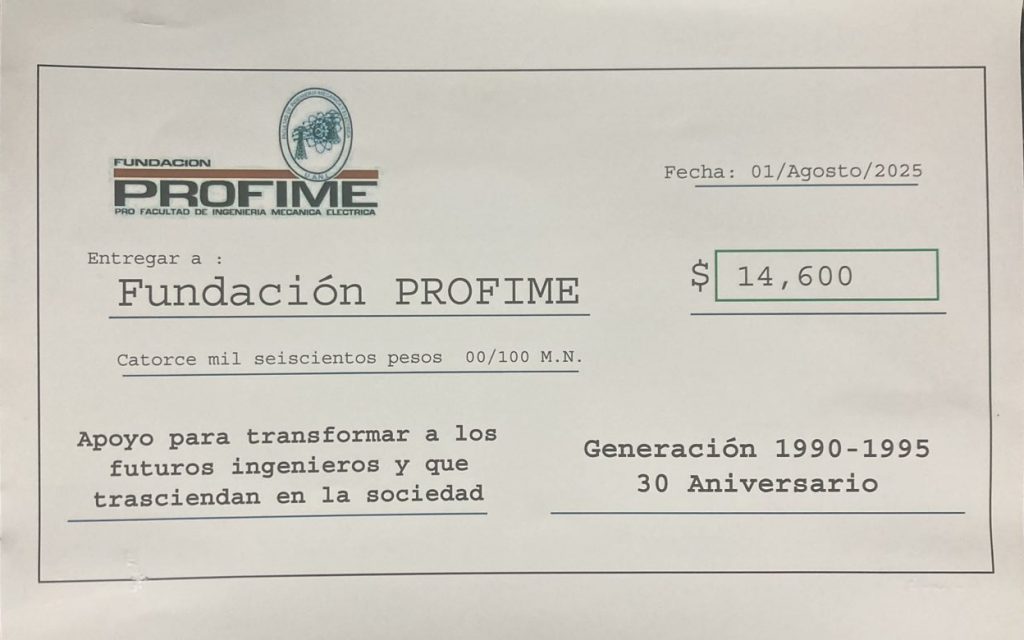 FUNDACION
PROFIME
PRO FACULTAD DE INGENIERIA MECANICA ELECTRICA
Fecha: 01/Agosto/2025
Entregar a :
Fundación PROFIME
$ 14,600
Catorce mil seiscientos pesos 00/100 M.N.
Apoyo para transformar a los
futuros ingenieros y que
trasciendan en la sociedad
Generación 1990-1995
30 Aniversario